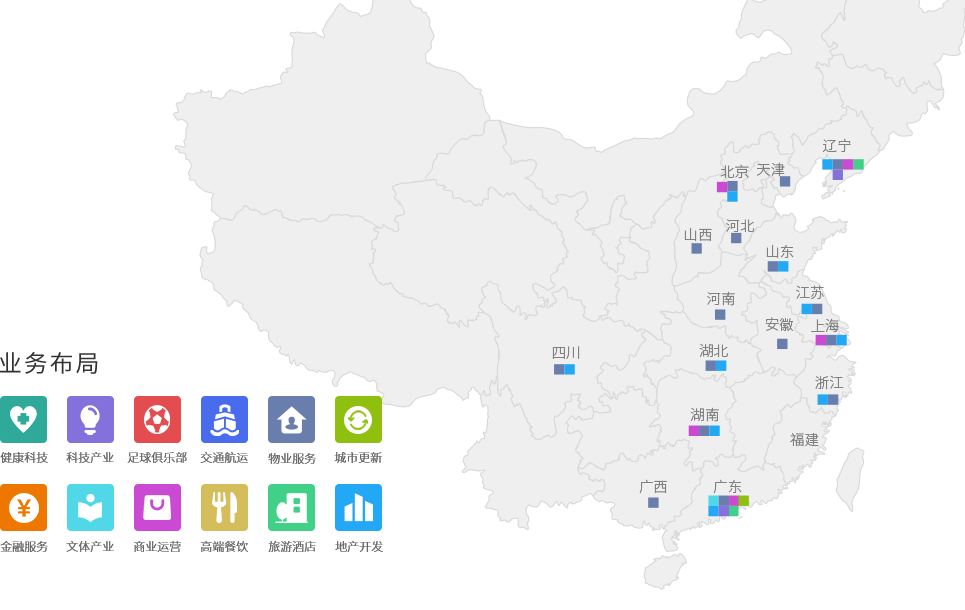 辽宁
北京
天津
河北
山西
山东
江苏
河南
安徽
上海
四川
湖北
浙江
湖南
福建
广西
广东
业务布局
健康科技
科技产业
足球俱乐部
交通航运
物业服务
城市更新
¥
金融服务
文体产业
商业运营
高端餐饮
旅游酒店
地产开发